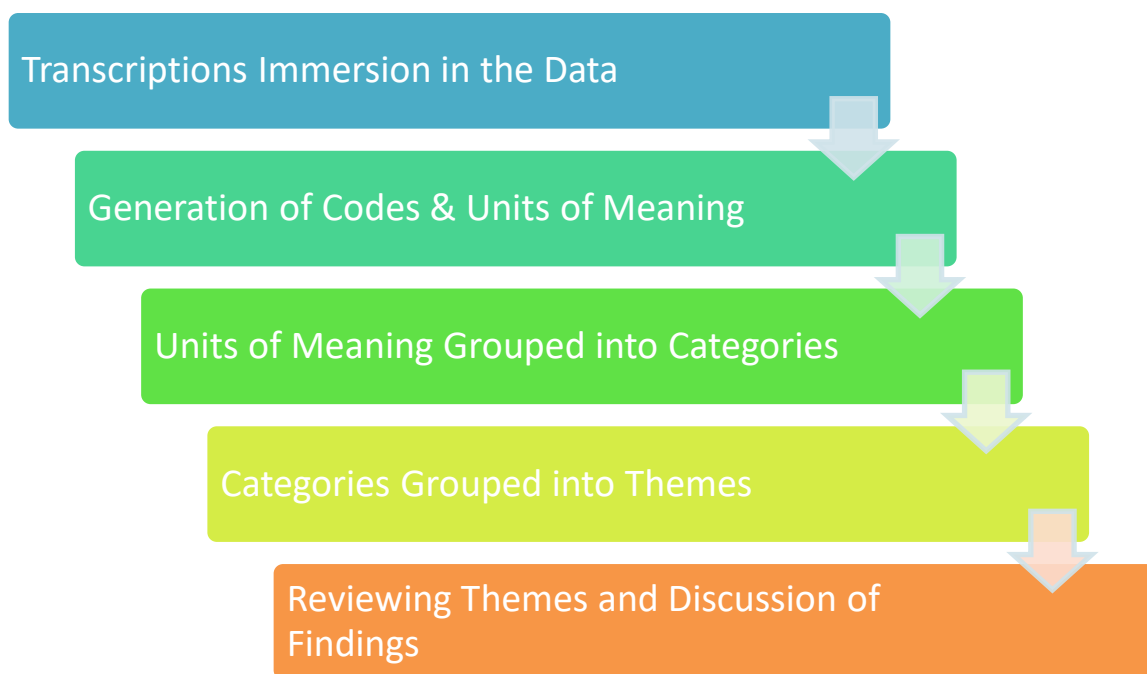 Transcriptions Immersion in the Data
Generation of Codes & Units of Meaning
Units of Meaning Grouped into Categories
Categories Grouped into Themes
Reviewing Themes and Discussion of
Findings